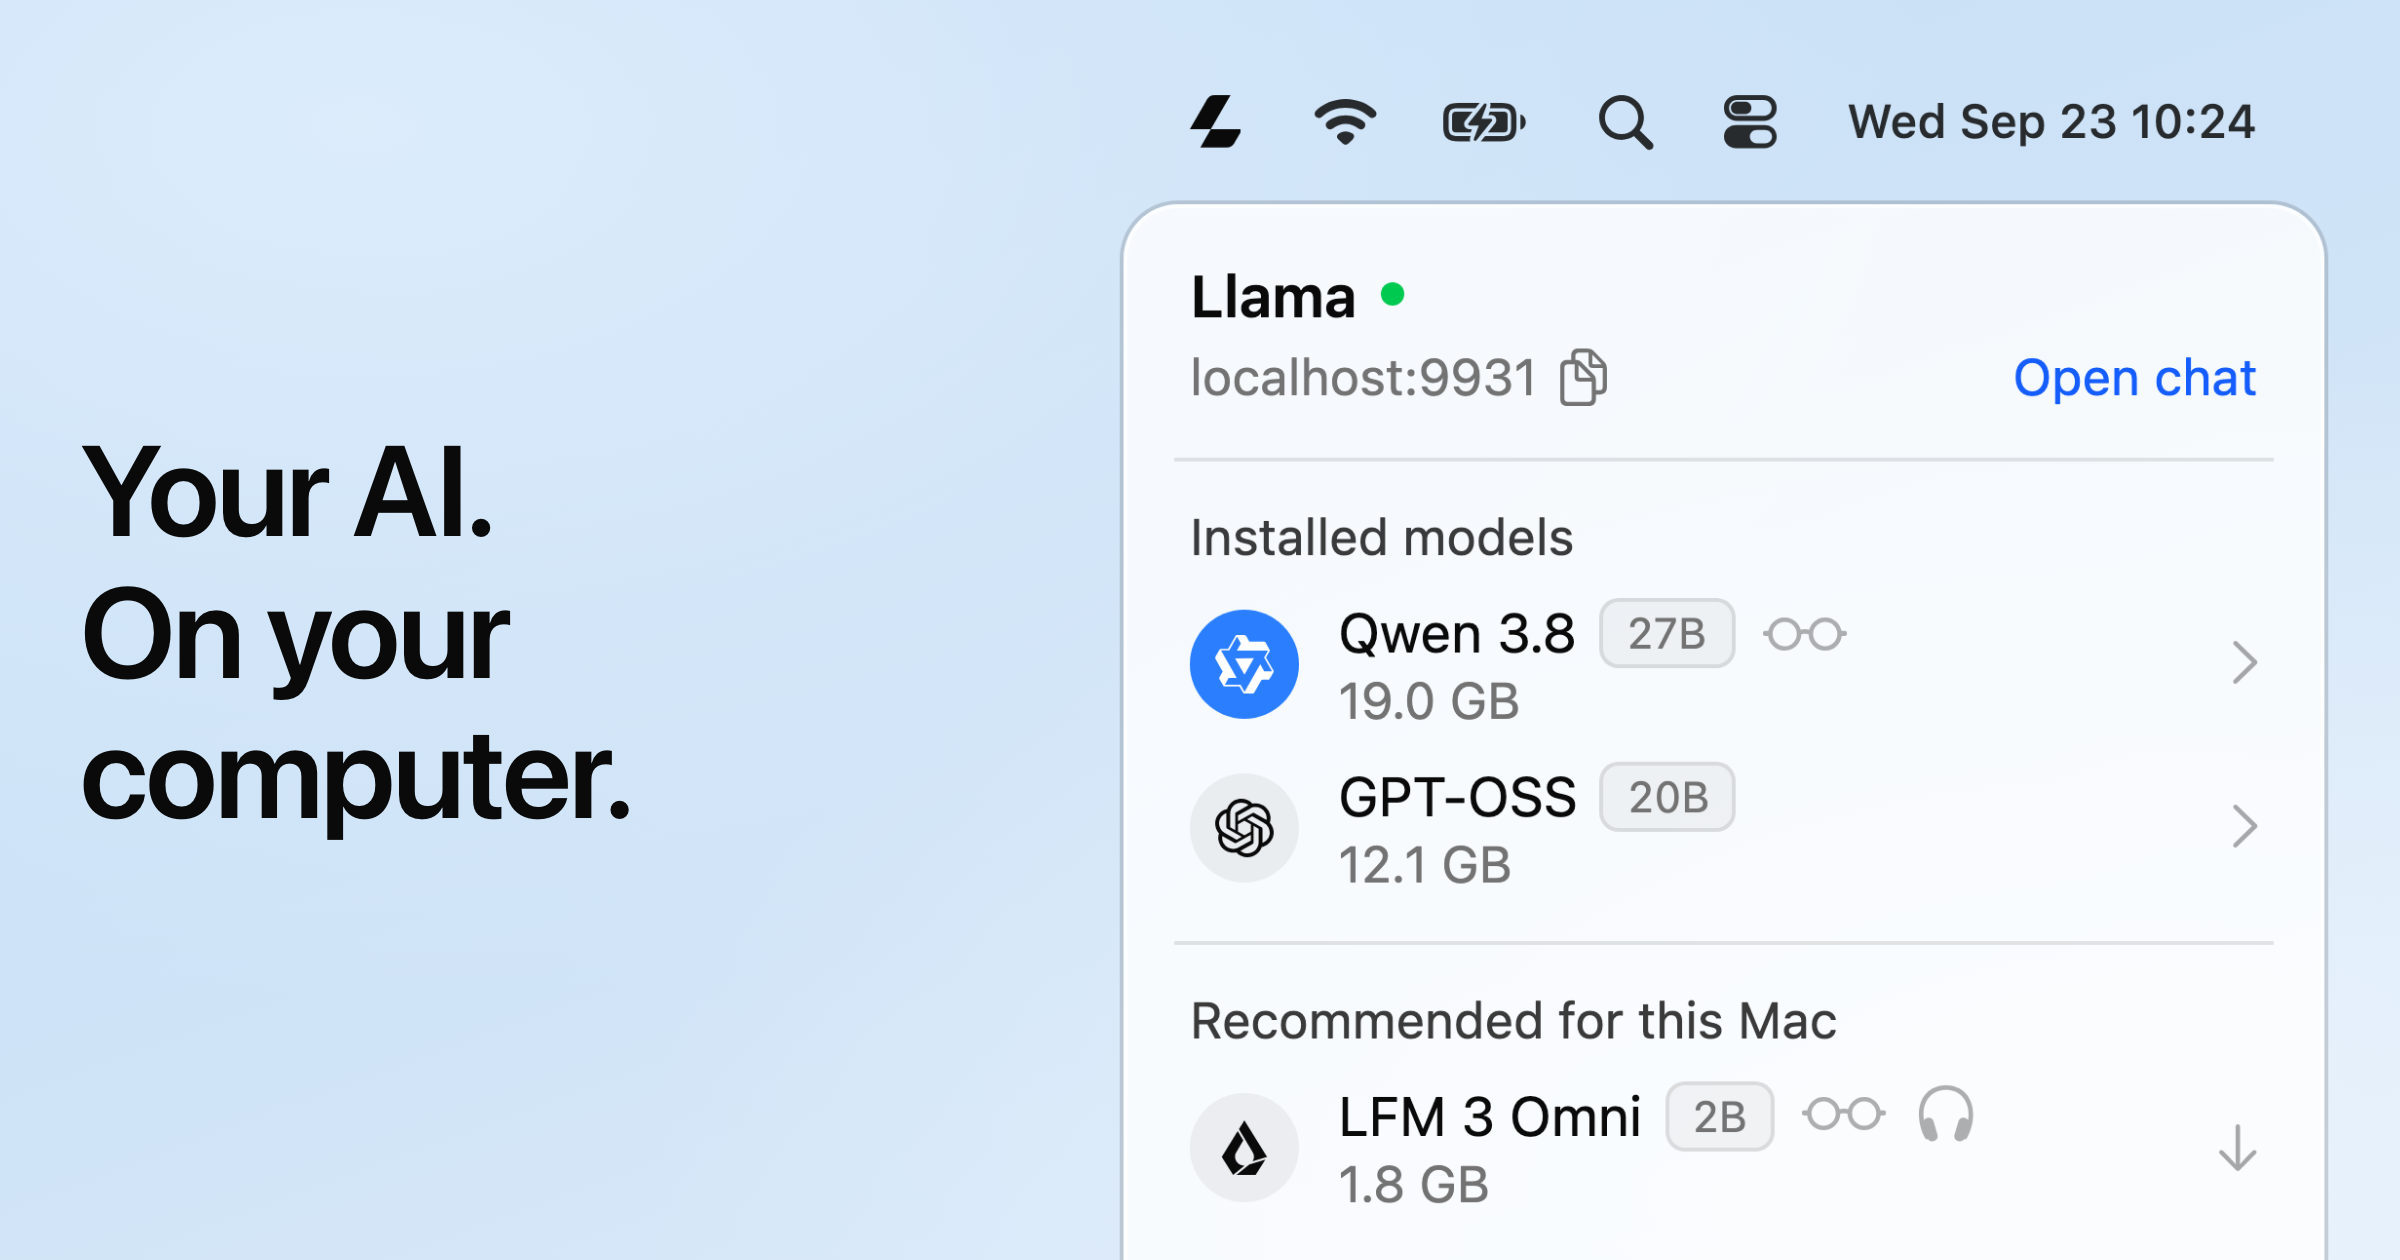 Your AI.
On your
computer.
Wed Sep 23 10:24
Llama
localhost:9931
Open chat
Installed models
Qwen 3.8 27B
19.0 GB
GPT-OSS 20B
12.1 GB
Recommended for this Mac
LFM 3 Omni 2B
1.8 GB